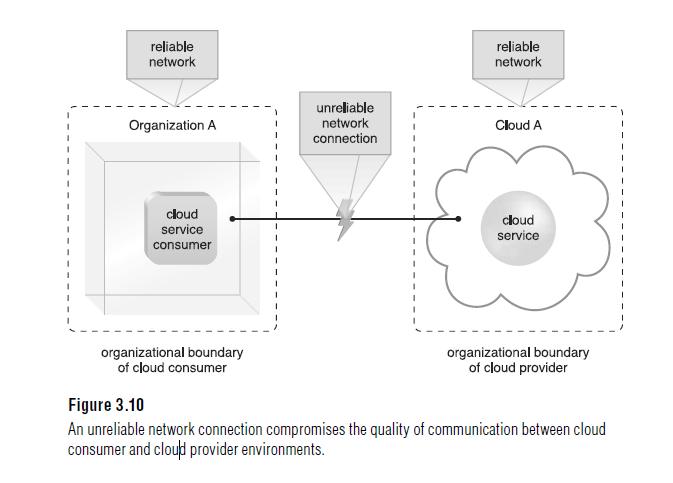 reliable
network
reliable
network
unreliable
network
connection
Organization A
Cloud A
cloud
service
consumer
cloud
service
organizational boundary
of cloud consumer
organizational boundary
of cloud provider
Figure 3.10
An unreliable network connection compromises the quality of communication between cloud
consumer and cloud provider environments.